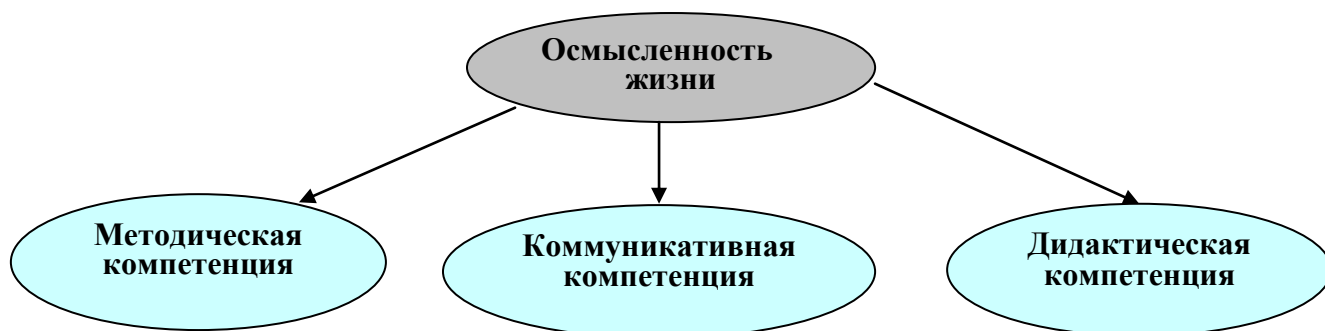 Осмысленность
жизни
Методическая
компетенция
Коммуникативная
компетенция
Дидактическая
компетенция